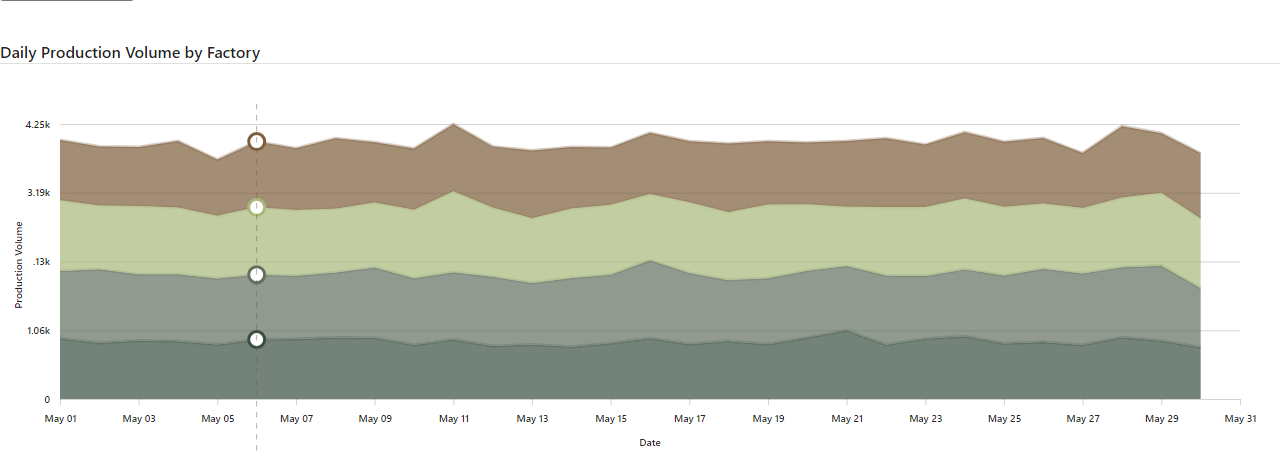 Daily Production Volume by Factory
4.25k
3.19k
.13k
1.06k
0
Production Volume
May 01 May 03 May 05 May 07 May 09 May 11 May 13 May 15 May 17 May 19 May 21 May 23 May 25 May 27 May 29 May 31
Date